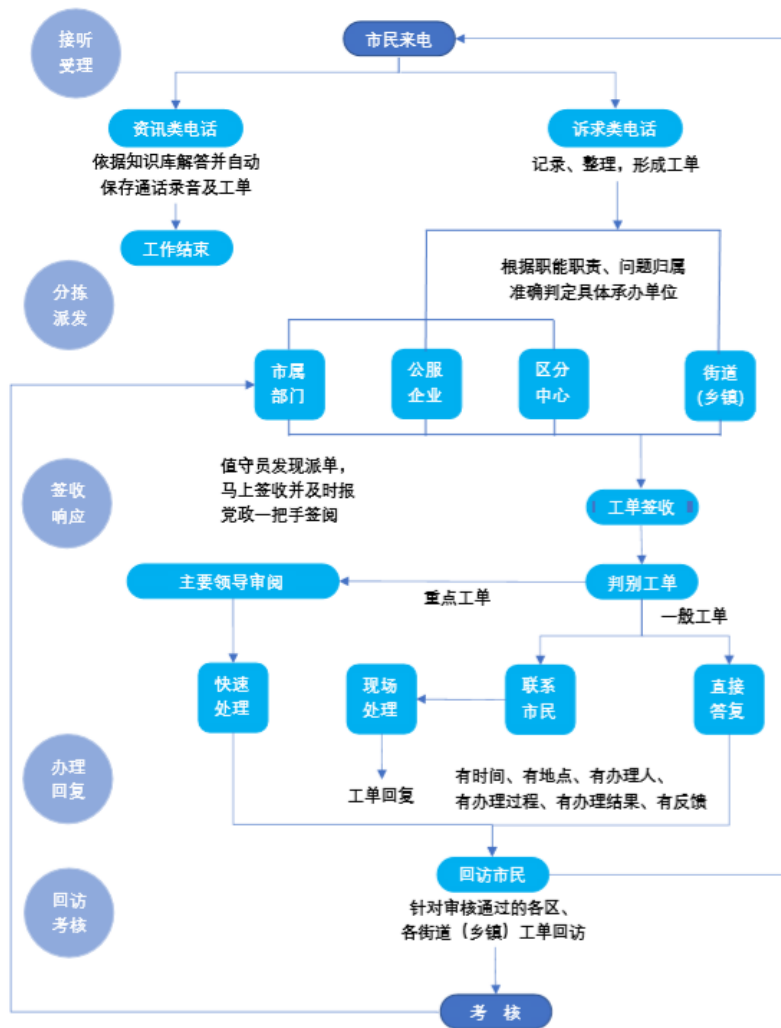 接听
受理
市民来电
资讯类电话
诉求类电话
依据知识库解答并自动
保存通话录音及工单
记录、整理，形成工单
工作结束
分拣
派发
根据职能职责、问题归属
准确判定具体承办单位
市属
部门
公服
企业
区分
中心
街道
(乡镇)
签收
响应
值守员发现派单，
马上签收并及时报
党政一把手签阅
工单签收
主要领导审阅
判别工单
重点工单
一般工单
快速
处理
现场
处理
联系
市民
直接
答复
办理
回复
工单回复
有时间、有地点、有办理人、
有办理过程、有办理结果、有反馈
回访
考核
回访市民
针对审核通过的各区、
各街道（乡镇）工单回访
考 核